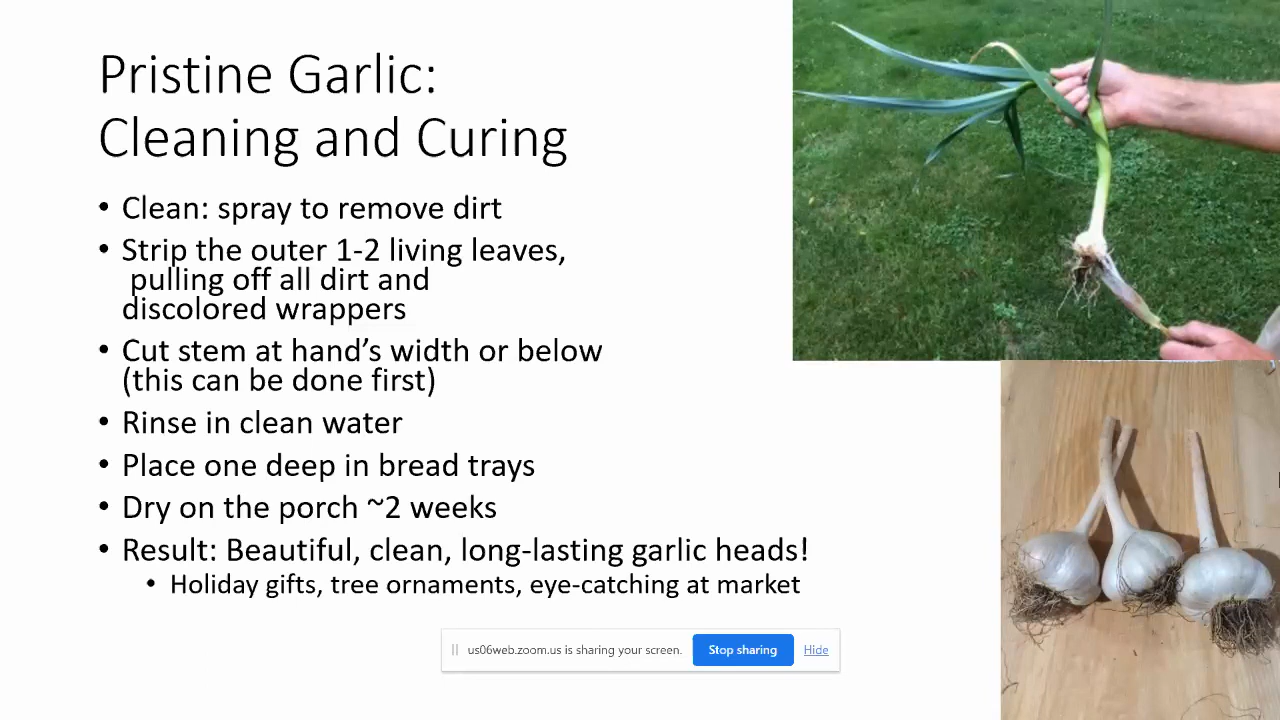 Pristine Garlic:
Cleaning and Curing
• Clean: spray to remove dirt
• Strip the outer 1-2 living leaves,
pulling off all dirt and
discolored wrappers
• Cut stem at hand’s width or below
(this can be done first)
• Rinse in clean water
• Place one deep in bread trays
• Dry on the porch ~2 weeks
• Result: Beautiful, clean, long-lasting garlic heads!
• Holiday gifts, tree ornaments, eye-catching at market
us06web.zoom.us is sharing your screen. Stop sharing Hide